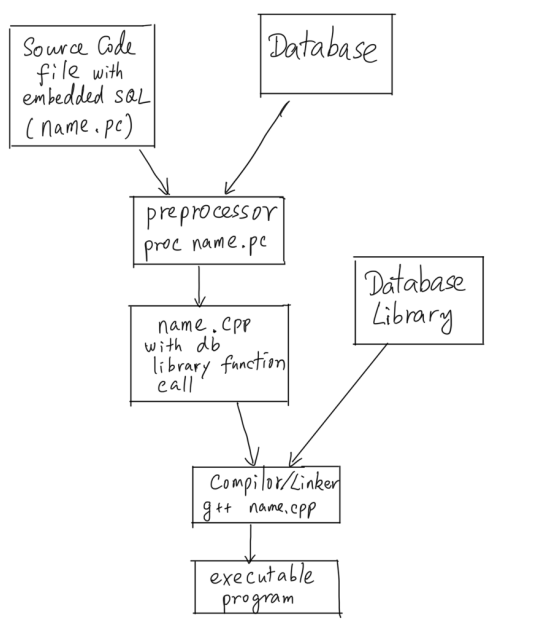 Source Code
file with
embedded SQL
(name.pc)
Database
preprocessor
proc name.pc
Database
Library
name.cpp
with db
library function
call
Compilor/Linker
g++ name.cpp
executable
program